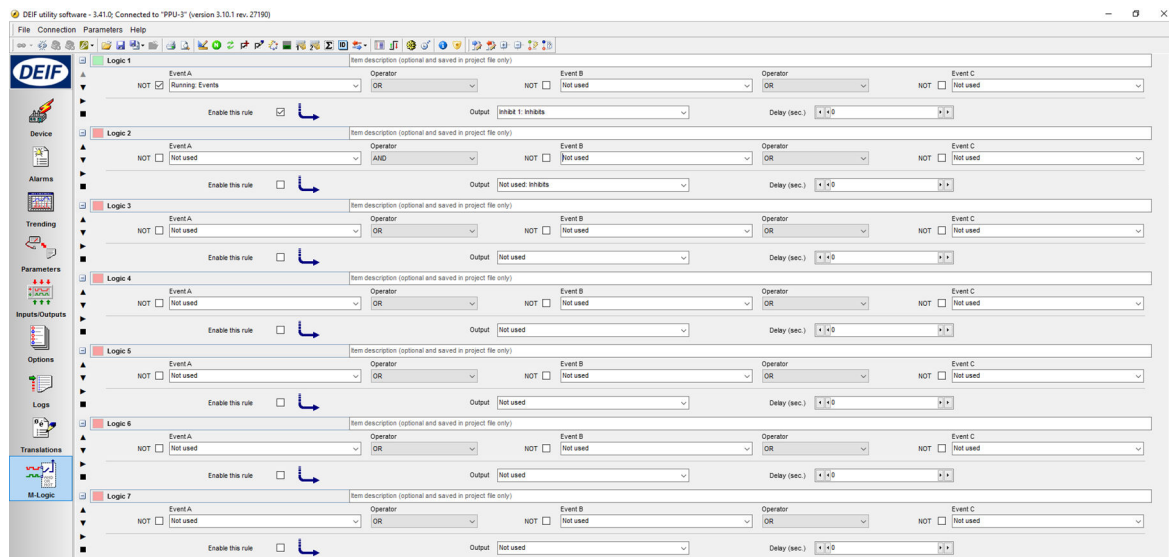 DEIF utility software - 3.41.0; Connected to "PPU-3" (version 3.10.1 rev. 27190)
File Connection Parameters Help
DEIF
Device
Alarms
Trending
Parameters
Inputs/Outputs
Options
Logs
Translations
M-Logic
Logic 1 Item description (optional and saved in project file only)
Event A Operator Event B Operator Event C
NOT Running: Events OR NOT Not used OR NOT Not used
Enable this rule Output Inhibit 1: Inhibits Delay (sec.) 0
Logic 2 Item description (optional and saved in project file only)
Event A Operator Event B Operator Event C
NOT Not used AND NOT Not used OR NOT Not used
Enable this rule Output Not used: Inhibits Delay (sec.) 0
Logic 3 Item description (optional and saved in project file only)
Event A Operator Event B Operator Event C
NOT Not used OR NOT Not used OR NOT Not used
Enable this rule Output Not used Delay (sec.) 0
Logic 4 Item description (optional and saved in project file only)
Event A Operator Event B Operator Event C
NOT Not used OR NOT Not used OR NOT Not used
Enable this rule Output Not used Delay (sec.) 0
Logic 5 Item description (optional and saved in project file only)
Event A Operator Event B Operator Event C
NOT Not used OR NOT Not used OR NOT Not used
Enable this rule Output Not used Delay (sec.) 0
Logic 6 Item description (optional and saved in project file only)
Event A Operator Event B Operator Event C
NOT Not used OR NOT Not used OR NOT Not used
Enable this rule Output Not used Delay (sec.) 0
Logic 7 Item description (optional and saved in project file only)
Event A Operator Event B Operator Event C
NOT Not used OR NOT Not used OR NOT Not used
Enable this rule Output Not used Delay (sec.) 0